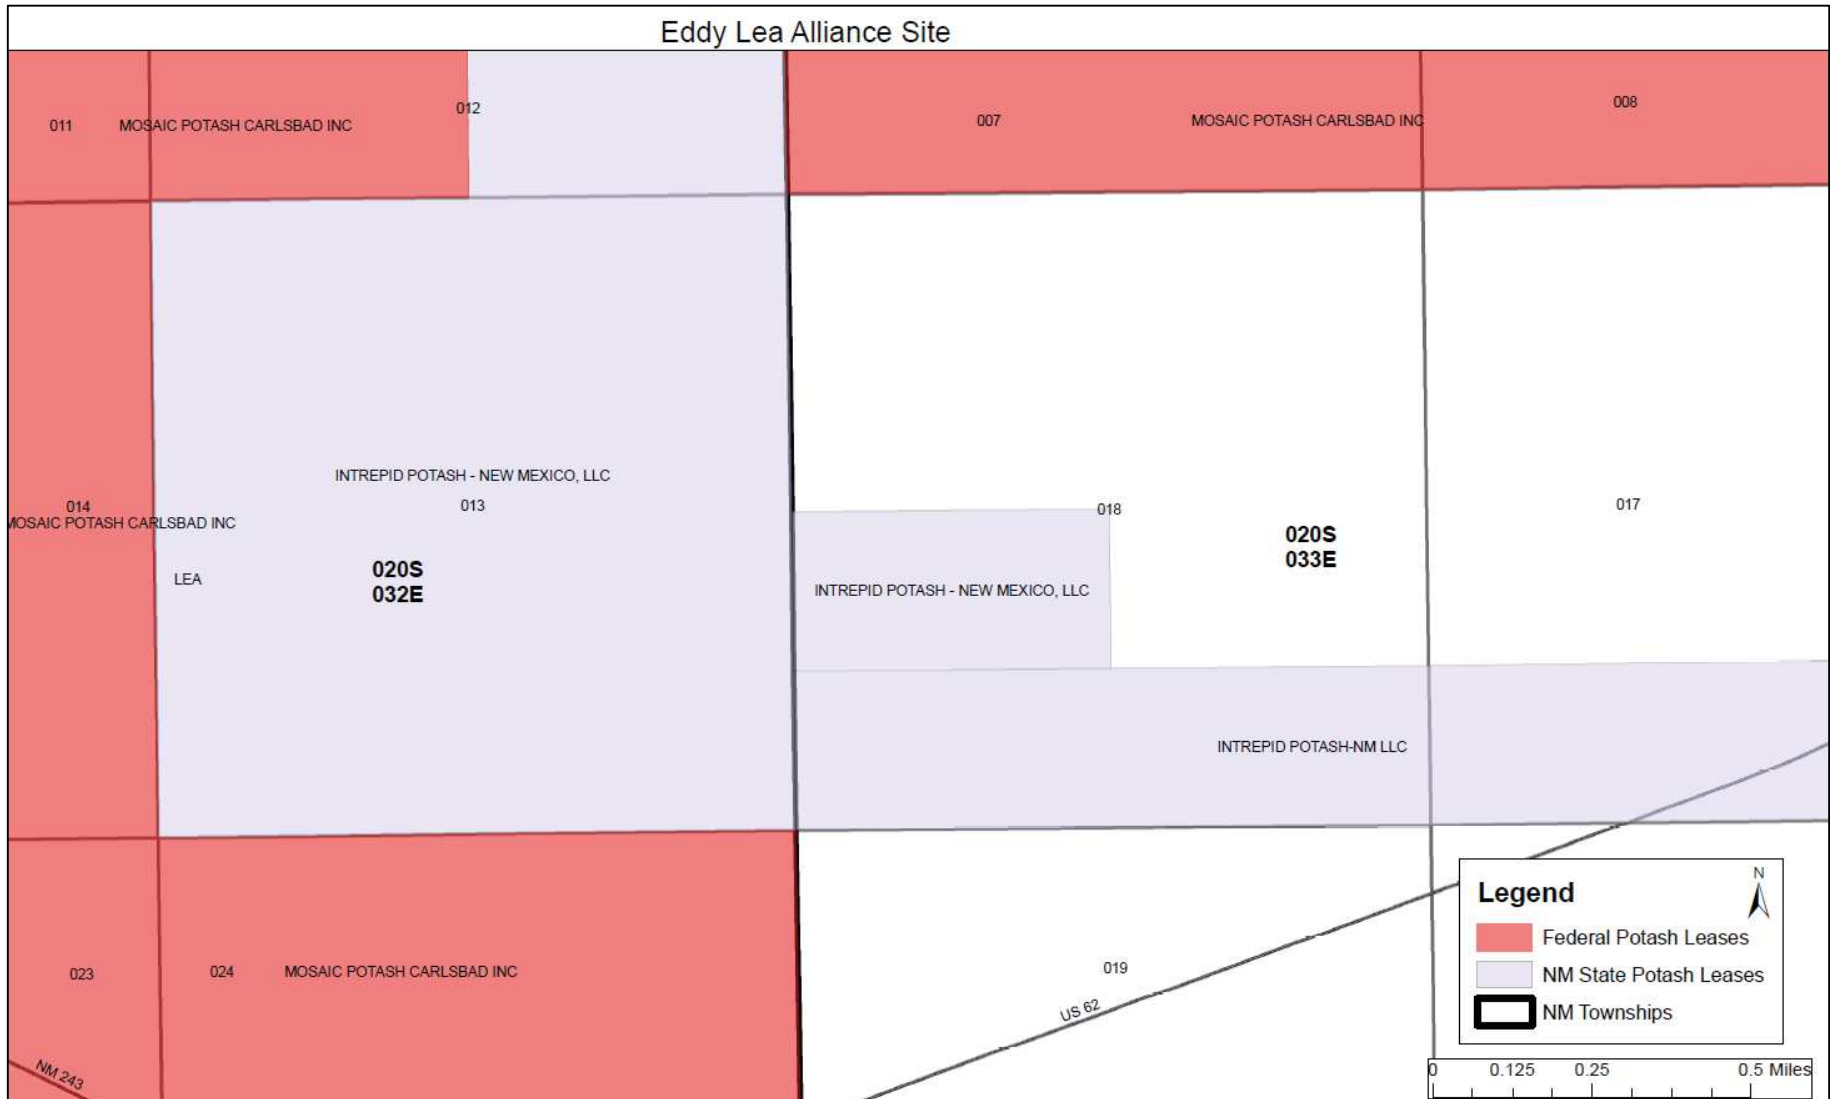 Eddy Lea Alliance Site
011
MOSAIC POTASH CARLSBAD INC
012
007
MOSAIC POTASH CARLSBAD INC
008
INTREPID POTASH - NEW MEXICO, LLC
013
014
MOSAIC POTASH CARLSBAD INC
LEA
020S
032E
018
020S
033E
017
INTREPID POTASH - NEW MEXICO, LLC
INTREPID POTASH-NM LLC
023
024
MOSAIC POTASH CARLSBAD INC
019
US 62
NM 243
Legend
N
Federal Potash Leases
NM State Potash Leases
NM Townships
0 0.125 0.25 0.5 Miles